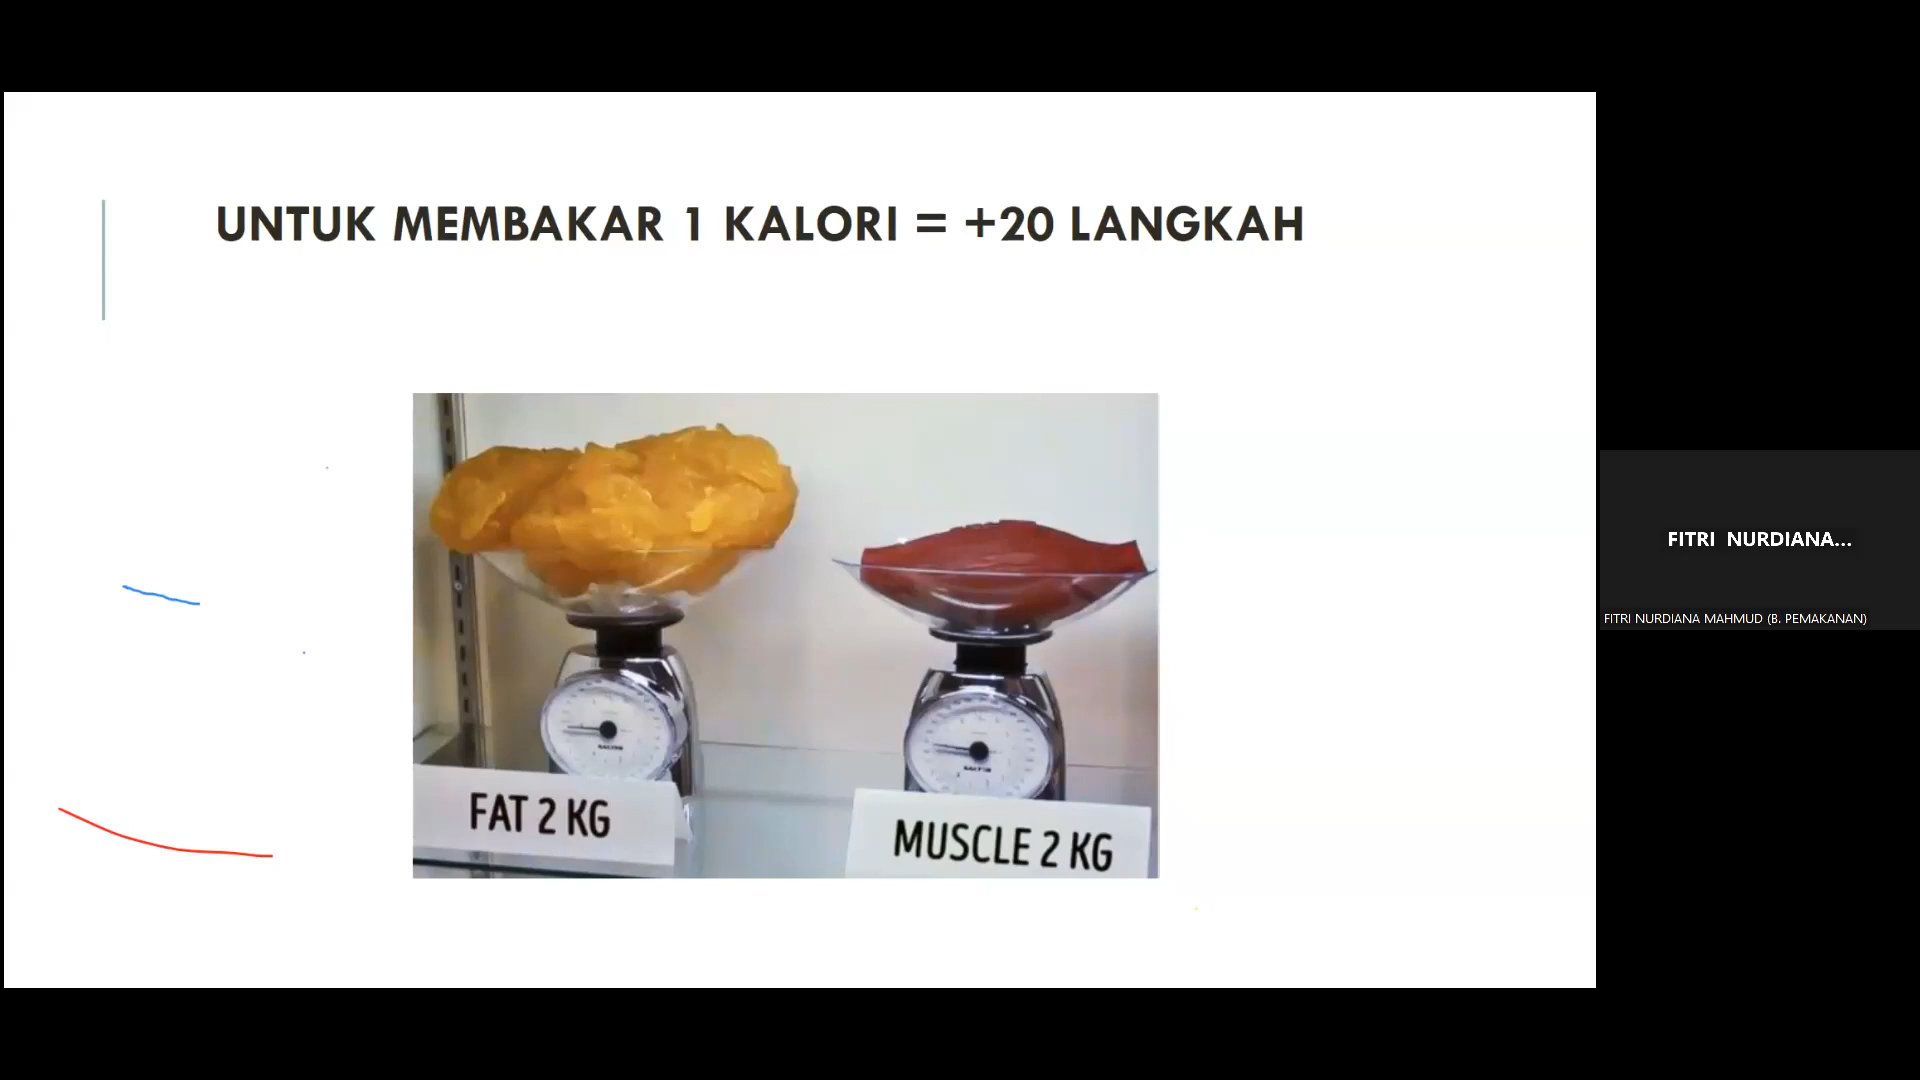 UNTUK MEMBAKAR 1 KALORI = +20 LANGKAH
FAT 2 KG
MUSCLE 2 KG
FITRI NURDIANA...
FITRI NURDIANA MAHMUD (B. PEMAKANAN)